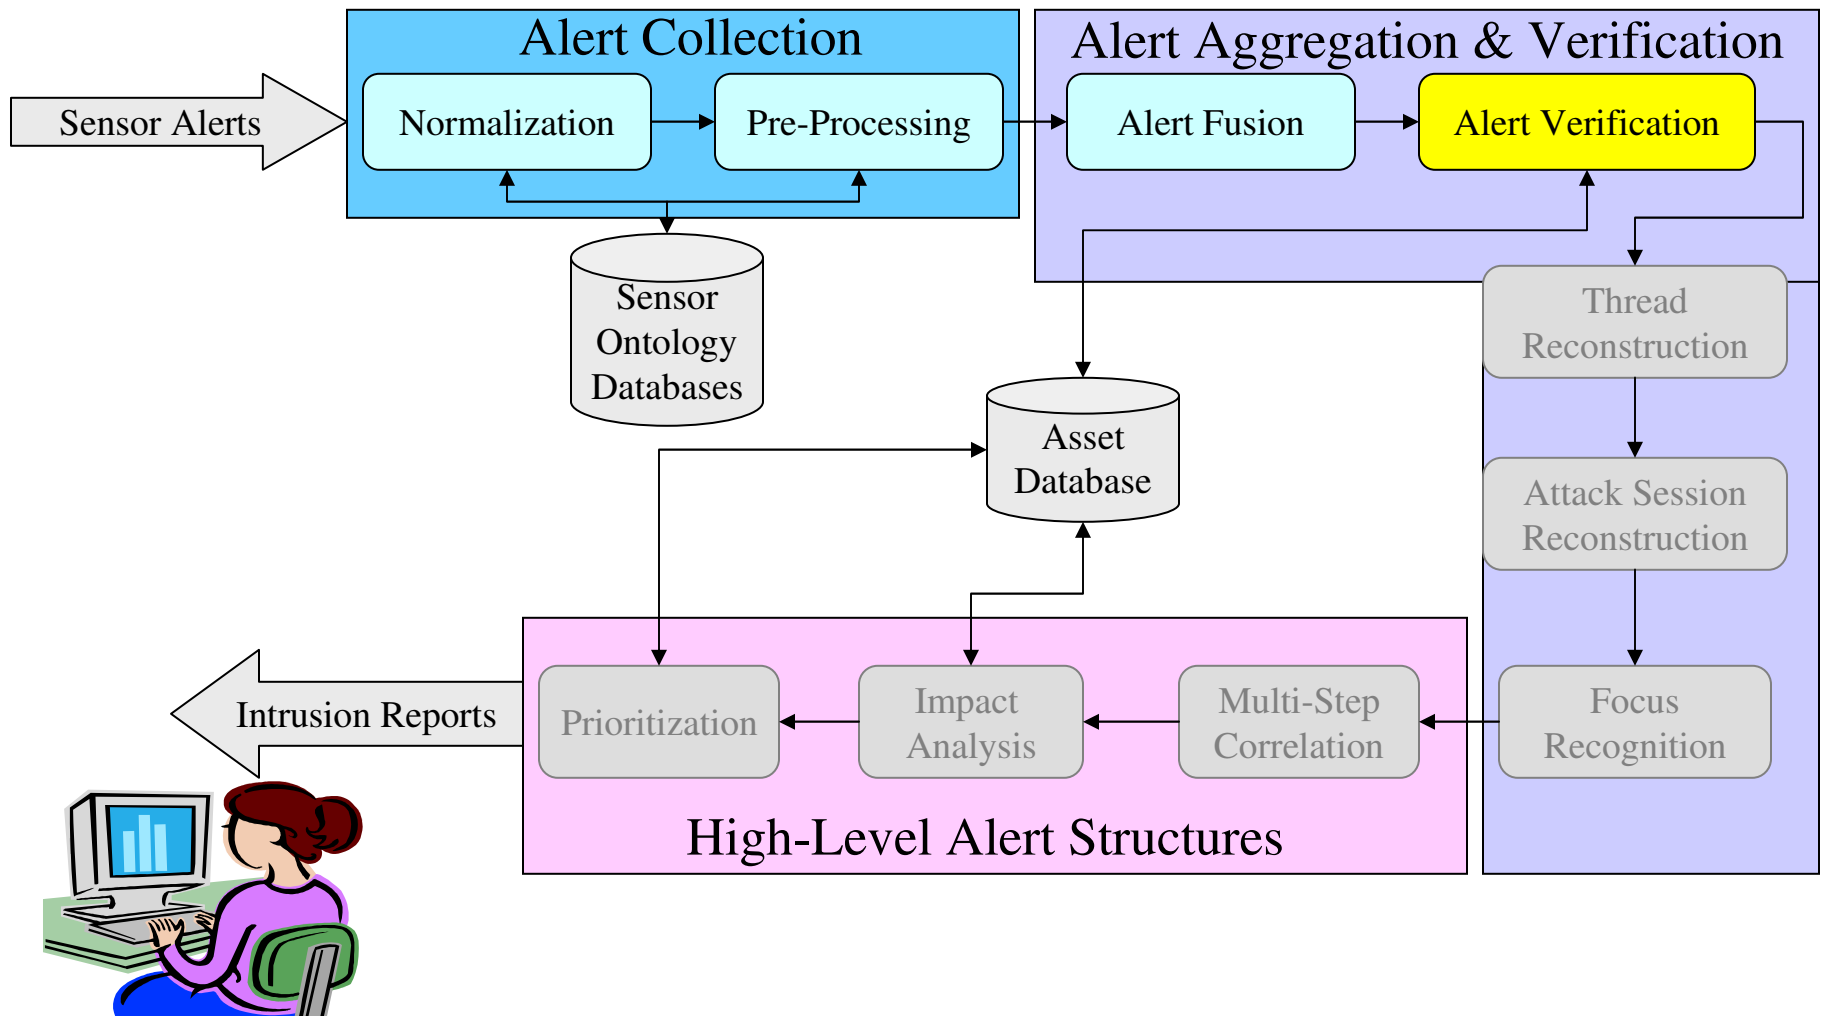 Alert Collection
Alert Aggregation & Verification
Sensor Alerts
Normalization
Pre-Processing
Alert Fusion
Alert Verification
Sensor
Ontology
Databases
Thread
Reconstruction
Asset
Database
Attack Session
Reconstruction
Intrusion Reports
Prioritization
Impact
Analysis
Multi-Step
Correlation
Focus
Recognition
High-Level Alert Structures